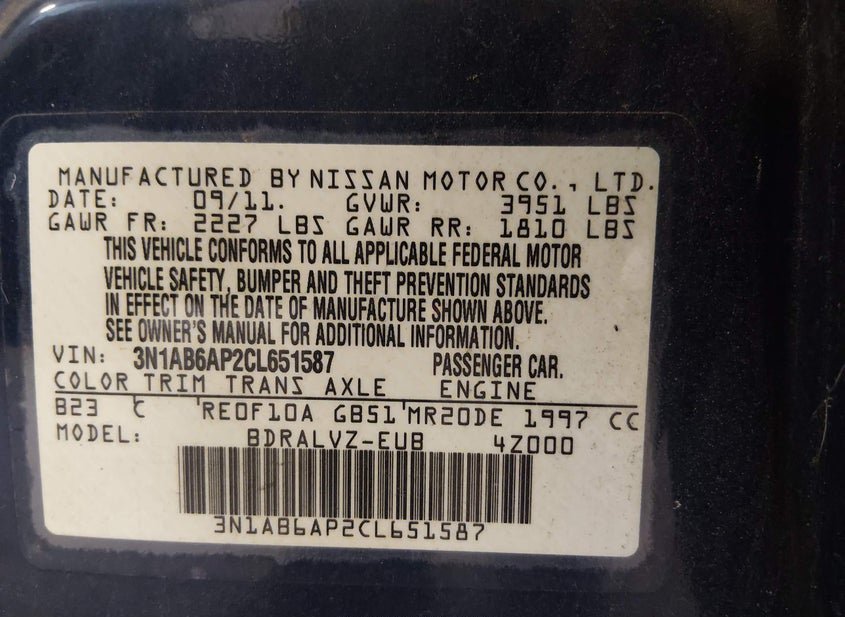 MANUFACTURED BY NISSAN MOTOR CO., LTD.
DATE: 09/11. GVWR: 3951 LBS
GAWR FR: 2227 LBS GAWR RR: 1810 LBS
THIS VEHICLE CONFORMS TO ALL APPLICABLE FEDERAL MOTOR
VEHICLE SAFETY, BUMPER AND THEFT PREVENTION STANDARDS
IN EFFECT ON THE DATE OF MANUFACTURE SHOWN ABOVE.
SEE OWNER'S MANUAL FOR ADDITIONAL INFORMATION.
VIN: 3N1AB6AP2CL651587 PASSENGER CAR.
COLOR TRIM TRANS AXLE ENGINE
B23 C RE0F10A GB51 MR20DE 1997 CC
MODEL: BDRALVZ-EUB 4Z000
3N1AB6AP2CL651587